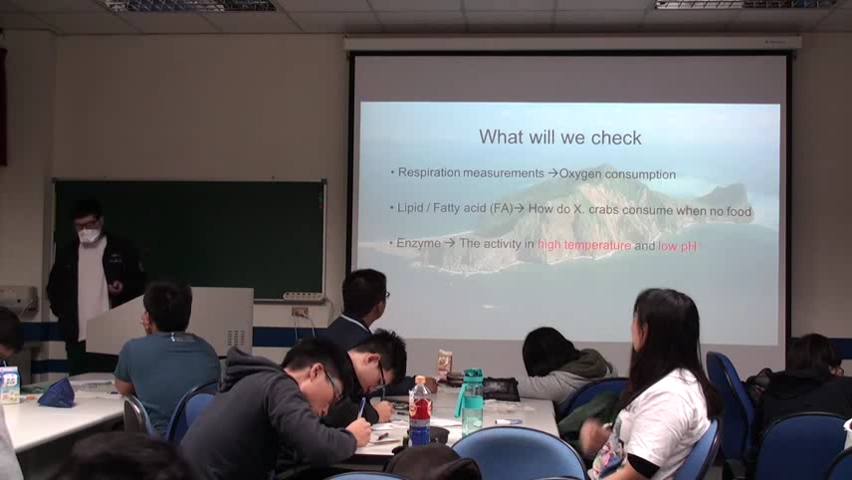 What will we check
• Respiration measurements →Oxygen consumption
• Lipid / Fatty acid (FA)→ How do X. crabs consume when no food
• Enzyme → The activity in high temperature and low pH